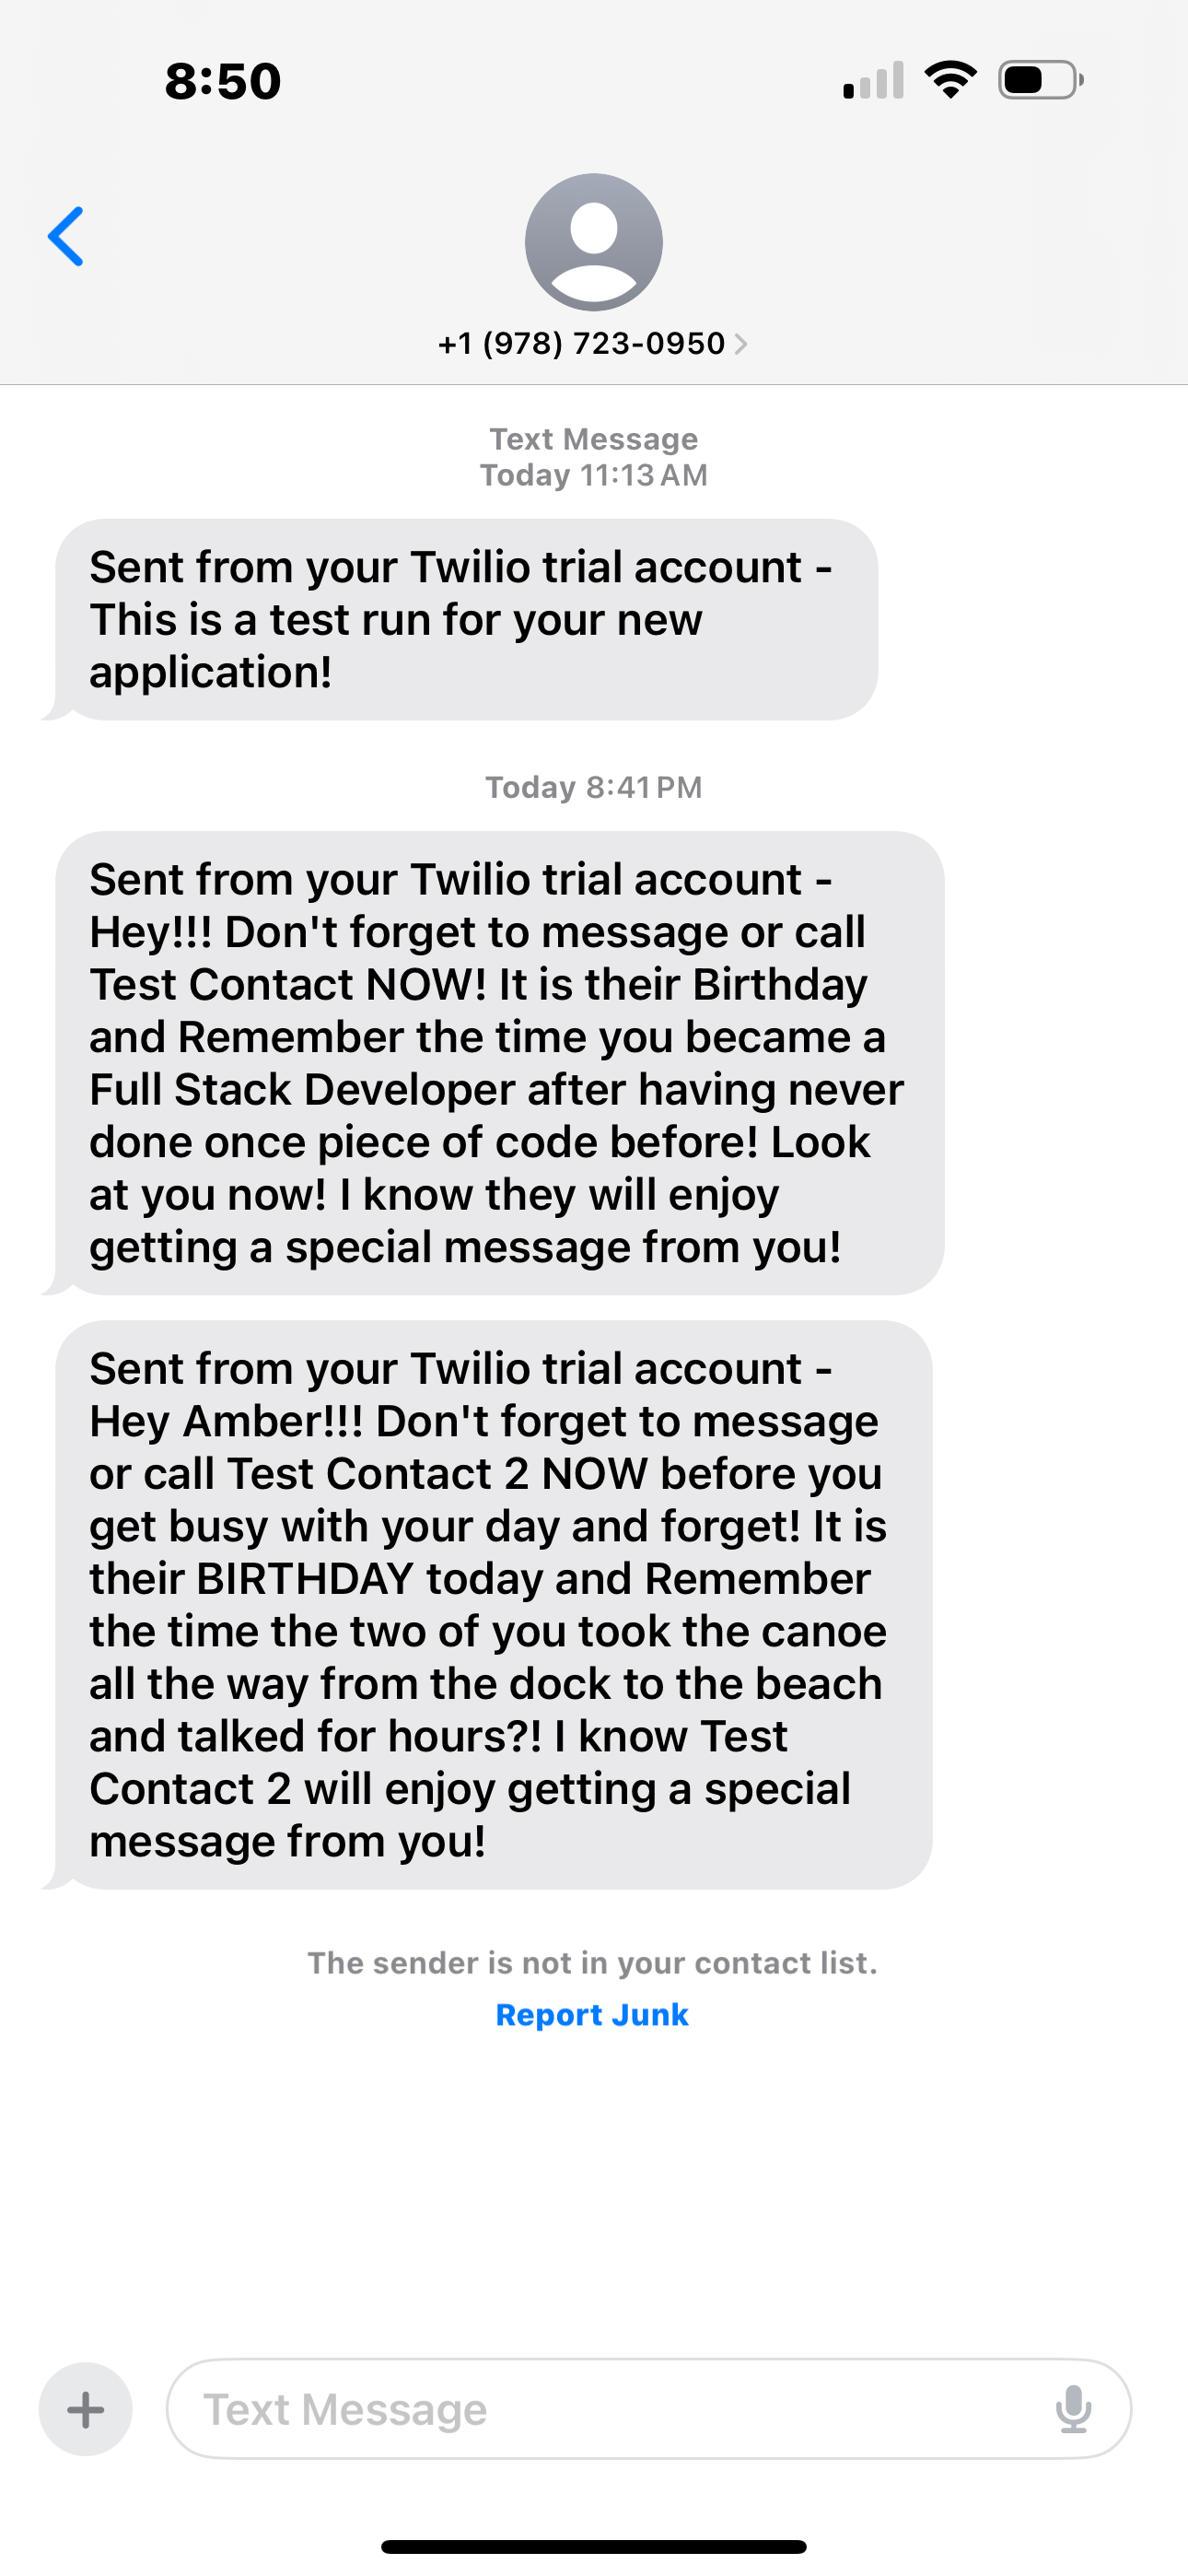 8:50
+1 (978) 723-0950
Text Message
Today 11:13 AM
Sent from your Twilio trial account -
This is a test run for your new
application!
Today 8:41 PM
Sent from your Twilio trial account -
Hey!!! Don't forget to message or call
Test Contact NOW! It is their Birthday
and Remember the time you became a
Full Stack Developer after having never
done once piece of code before! Look
at you now! I know they will enjoy
getting a special message from you!
Sent from your Twilio trial account -
Hey Amber!!! Don't forget to message
or call Test Contact 2 NOW before you
get busy with your day and forget! It is
their BIRTHDAY today and Remember
the time the two of you took the canoe
all the way from the dock to the beach
and talked for hours?! I know Test
Contact 2 will enjoy getting a special
message from you!
The sender is not in your contact list.
Report Junk
Text Message